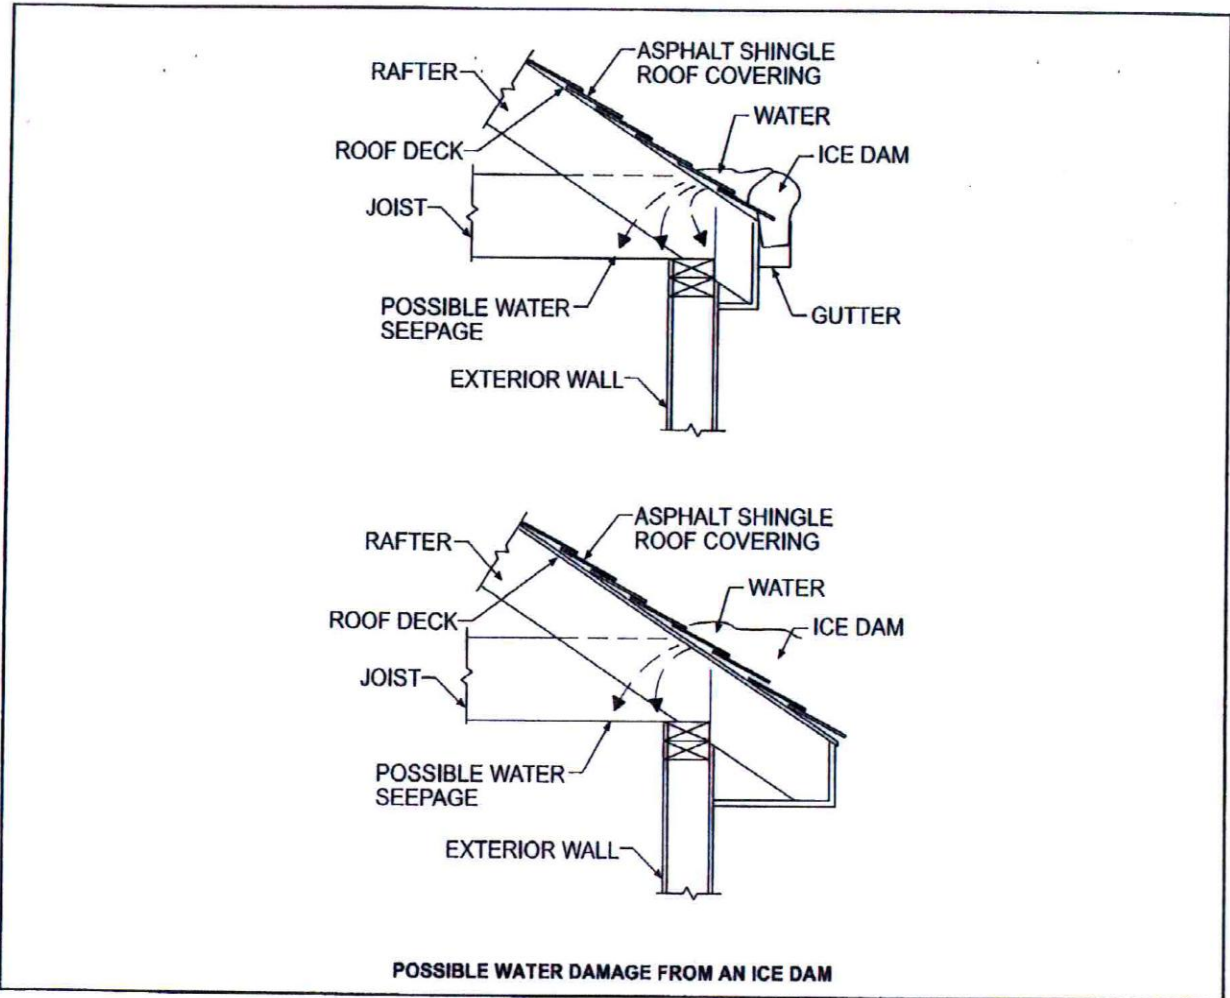 ASPHALT SHINGLE
ROOF COVERING
RAFTER
WATER
ROOF DECK
ICE DAM
JOIST
POSSIBLE WATER
SEEPAGE
GUTTER
EXTERIOR WALL
ASPHALT SHINGLE
ROOF COVERING
RAFTER
WATER
ROOF DECK
ICE DAM
JOIST
POSSIBLE WATER
SEEPAGE
EXTERIOR WALL
POSSIBLE WATER DAMAGE FROM AN ICE DAM